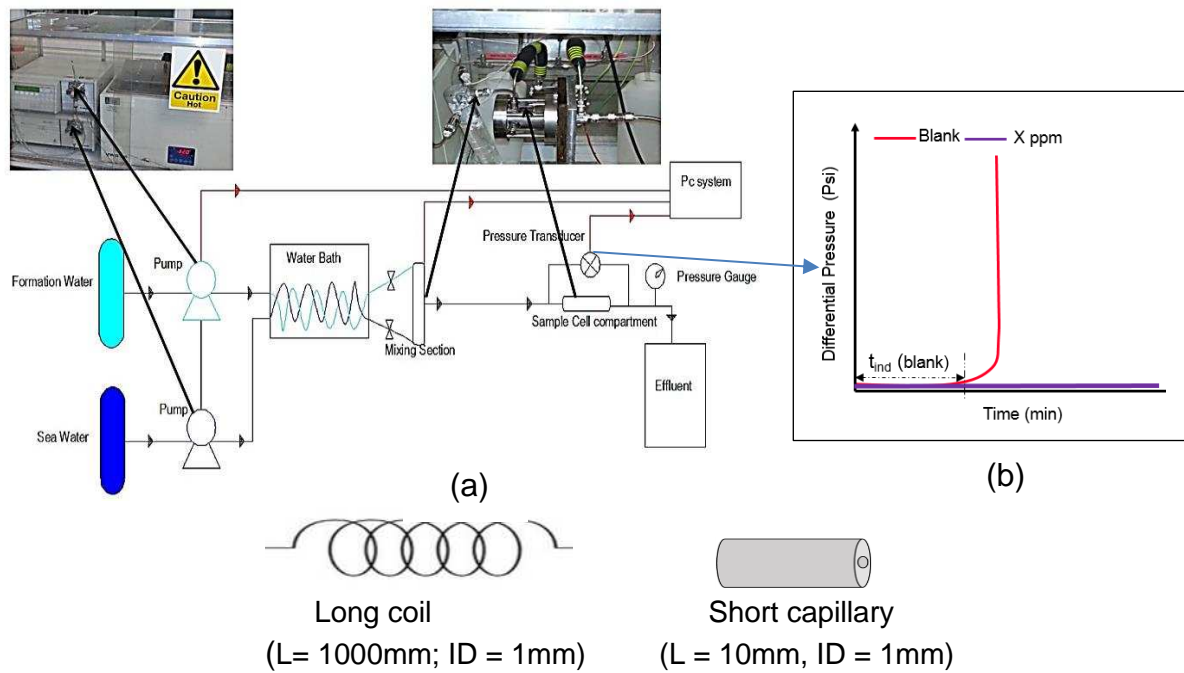 Caution
Hot
Pc system
Pressure Transducer
Water Bath
Pump
Formation Water
Pressure Gauge
Sample Cell compartment
Mixing Section
Effluent
Pump
Sea Water
(a)
Blank
X ppm
Differential Pressure (Psi)
tind (blank)
Time (min)
(b)
Long coil
(L= 1000mm; ID = 1mm)
Short capillary
(L = 10mm, ID = 1mm)